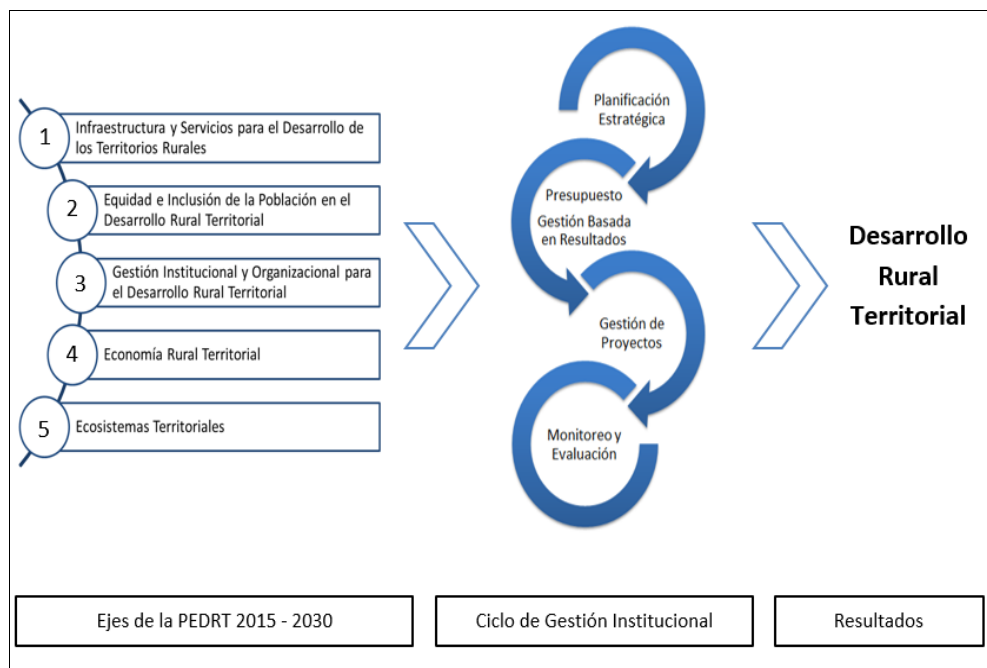 1
Infraestructura y Servicios para el Desarrollo de
los Territorios Rurales
2
Equidad e Inclusión de la Población en el
Desarrollo Rural Territorial
3
Gestión Institucional y Organizacional para
el Desarrollo Rural Territorial
4
Economía Rural Territorial
5
Ecosistemas Territoriales
Planificación
Estratégica
Presupuesto
Gestión Basada
en Resultados
Gestión de
Proyectos
Monitoreo y
Evaluación
Desarrollo
Rural
Territorial
Ejes de la PEDRT 2015 - 2030
Ciclo de Gestión Institucional
Resultados